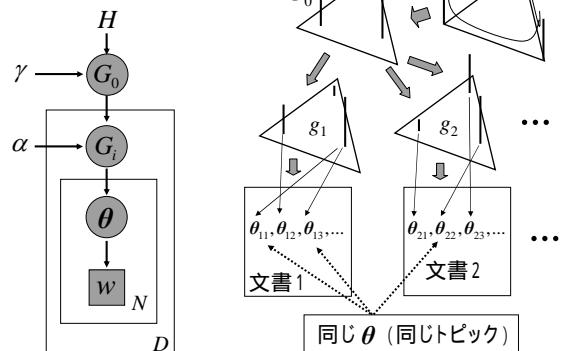 H
γ
G₀
α
G_i
θ
w
N
D
g₁
g₂
...
θ₁₁,θ₁₂,θ₁₃,...
θ₂₁,θ₂₂,θ₂₃,...
...
文書1
文書2
同じ θ (同じトピック)